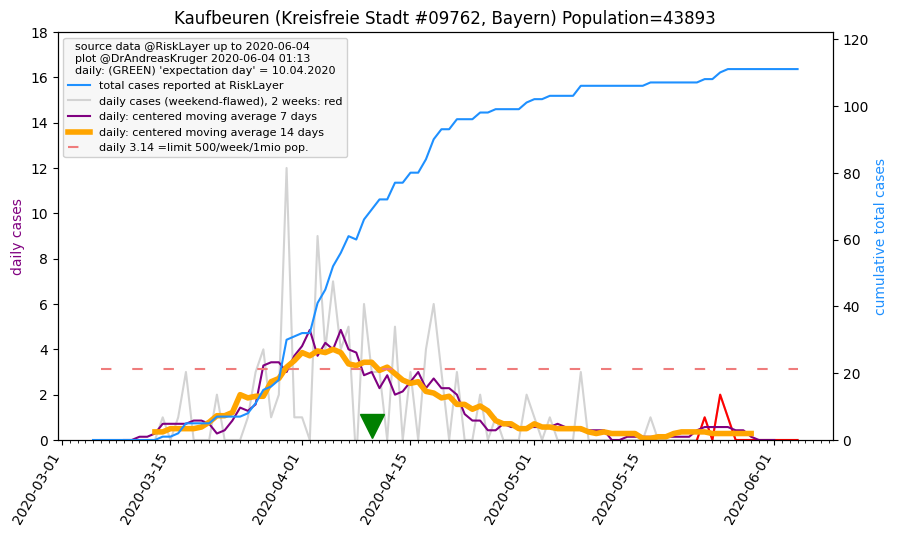 Kaufbeuren (Kreisfreie Stadt #09762, Bayern) Population=43893
source data @RiskLayer up to 2020-06-04
plot @DrAndreasKruger 2020-06-04 01:13
daily: (GREEN) 'expectation day' = 10.04.2020
total cases reported at RiskLayer
daily cases (weekend-flawed), 2 weeks: red
daily: centered moving average 7 days
daily: centered moving average 14 days
daily 3.14 =limit 500/week/1mio pop.
daily cases
18
16
14
12
10
8
6
4
2
0
cumulative total cases
120
100
80
60
40
20
0
2020-03-01
2020-03-15
2020-04-01
2020-04-15
2020-05-01
2020-05-15
2020-06-01